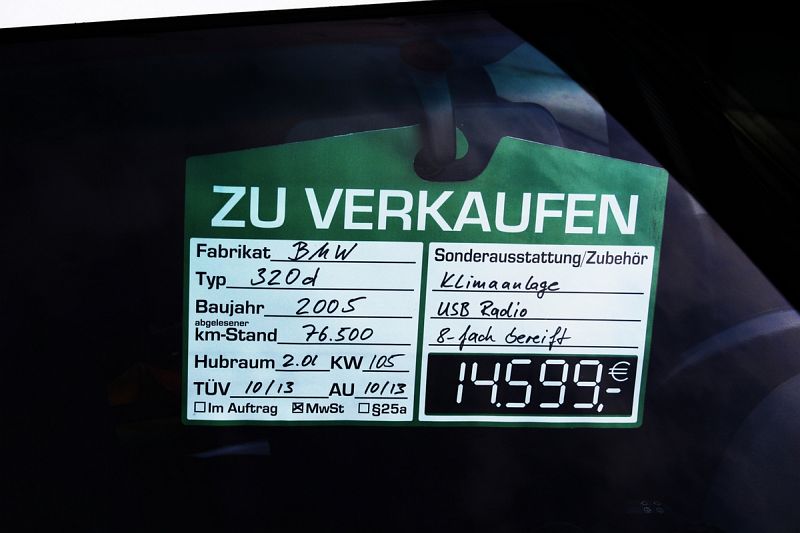 ZU VERKAUFEN
Fabrikat BMW
Typ 320d
Baujahr 2005
abgelesener
km-Stand 76.500
Hubraum 2.0l KW 105
TÜV 10/13 AU 10/13
Im Auftrag MwSt §25a
Sonderausstattung/Zubehör
Klimaanlage
USB Radio
8-fach bereift
14.599,- €